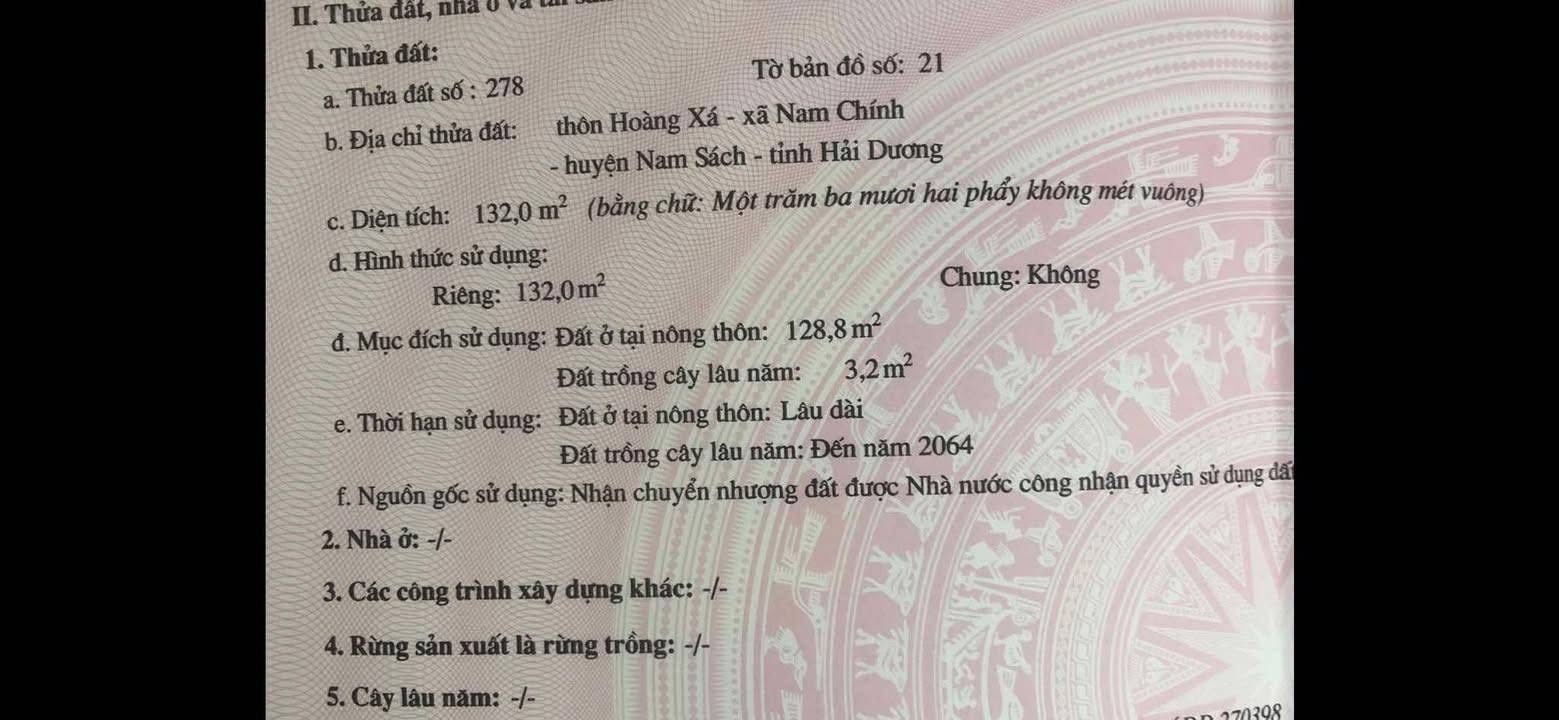 II. Thửa đất, nhà ở và
1. Thửa đất:
a. Thửa đất số : 278 Tờ bản đồ số: 21
b. Địa chỉ thửa đất: thôn Hoàng Xá - xã Nam Chính
- huyện Nam Sách - tỉnh Hải Dương
c. Diện tích: 132,0 m² (bằng chữ: Một trăm ba mươi hai phẩy không mét vuông)
d. Hình thức sử dụng:
Riêng: 132,0 m² Chung: Không
đ. Mục đích sử dụng: Đất ở tại nông thôn: 128,8 m²
Đất trồng cây lâu năm: 3,2 m²
e. Thời hạn sử dụng: Đất ở tại nông thôn: Lâu dài
Đất trồng cây lâu năm: Đến năm 2064
f. Nguồn gốc sử dụng: Nhận chuyển nhượng đất được Nhà nước công nhận quyền sử dụng đất
2. Nhà ở: -/-
3. Các công trình xây dựng khác: -/-
4. Rừng sản xuất là rừng trồng: -/-
5. Cây lâu năm: -/-
270398